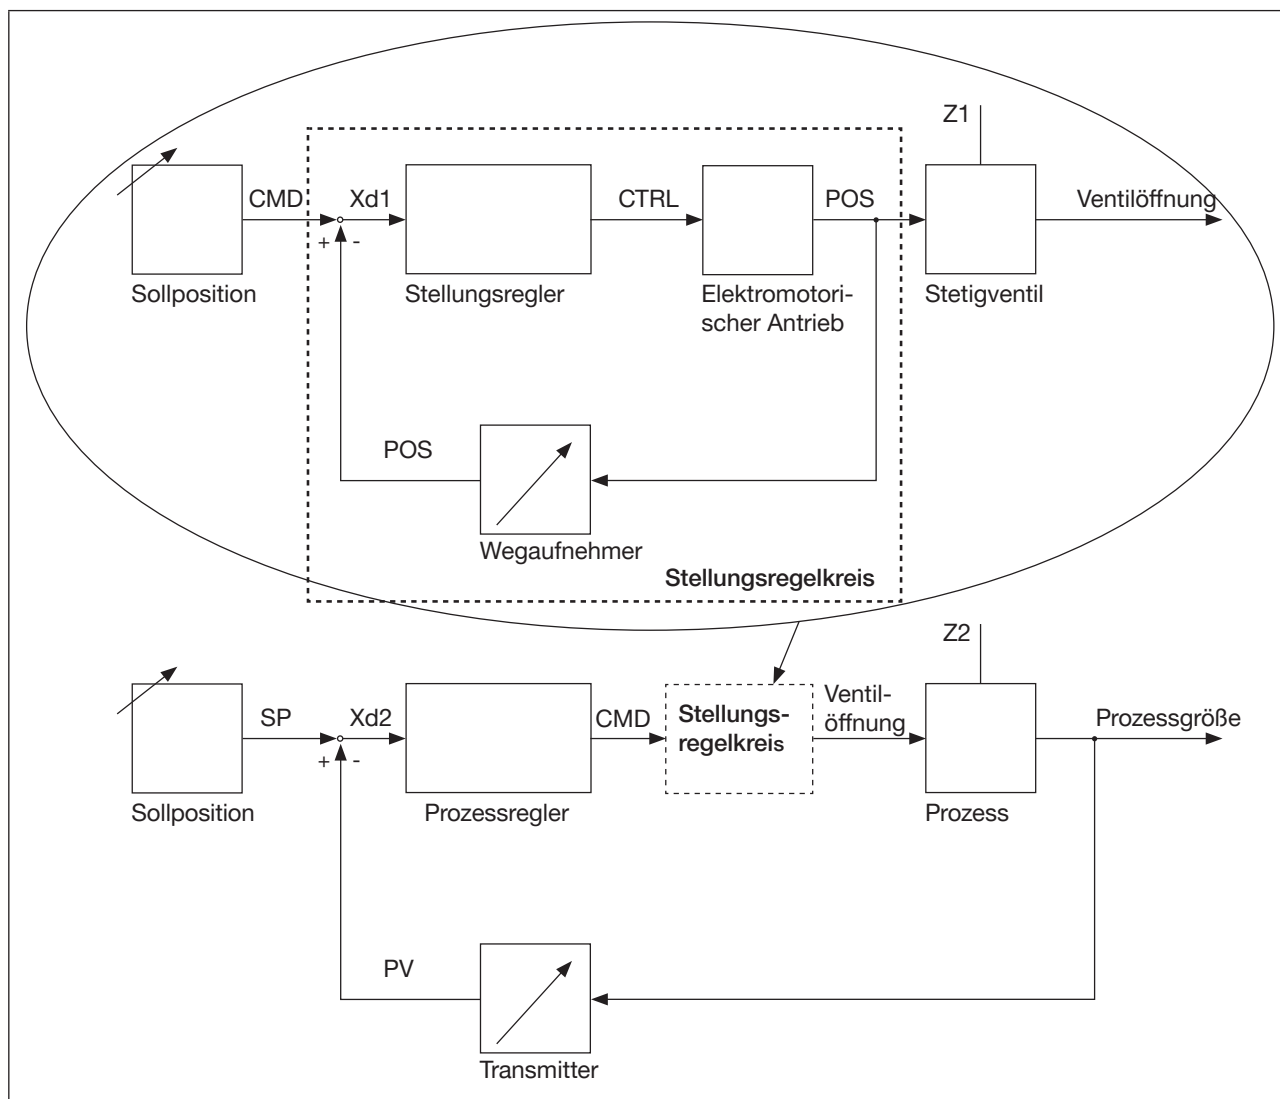 Z1
CMD
Xd1
CTRL
POS
Ventilöffnung
+ -
Sollposition
Stellungsregler
Elektromotori-
scher Antrieb
Stetigventil
POS
Wegaufnehmer
Stellungsregelkreis
Z2
SP
Xd2
CMD
Stellungs-
regelkreis
Ventil-
öffnung
Prozessgröße
+ -
Sollposition
Prozessregler
Prozess
PV
Transmitter